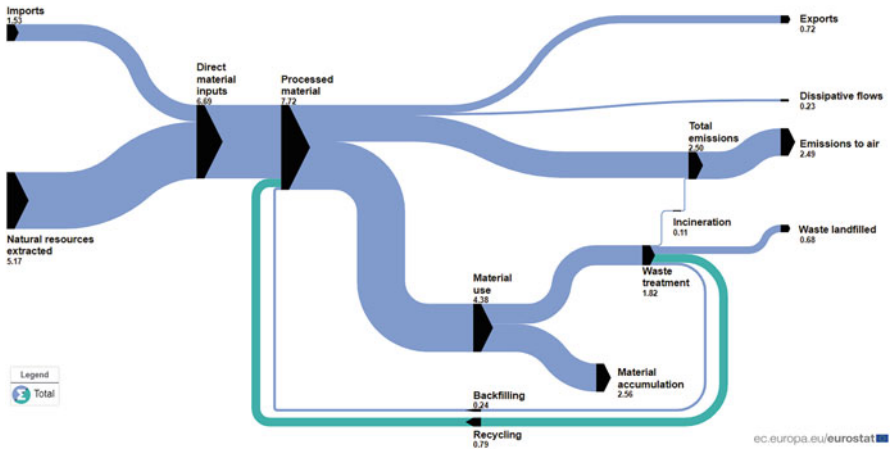 Imports
1.53
Exports
0.72
Direct
material
inputs
6.69
Processed
material
7.72
Dissipative flows
0.23
Total
emissions
2.50
Emissions to air
2.49
Natural resources
extracted
5.17
Incineration
0.11
Waste landfilled
0.68
Material
use
4.38
Waste
treatment
1.82
Material
accumulation
2.56
Legend
Σ Total
Backfilling
0.24
Recycling
0.79
ec.europa.eu/eurostat